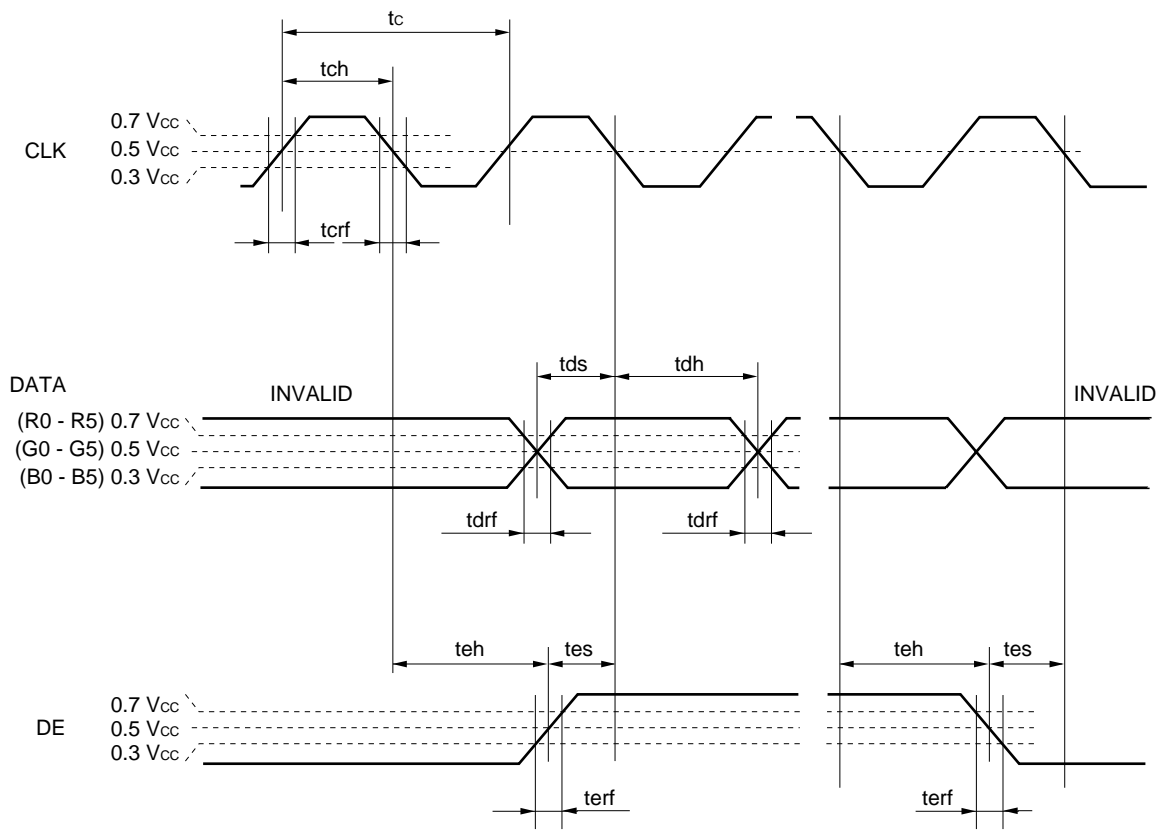 tc
tch
0.7 Vcc
CLK
0.5 Vcc
0.3 Vcc
tcrf
tds
tdh
DATA
INVALID
INVALID
(R0 - R5) 0.7 Vcc
(G0 - G5) 0.5 Vcc
(B0 - B5) 0.3 Vcc
tdrf
tdrf
teh
tes
teh
tes
0.7 Vcc
DE
0.5 Vcc
0.3 Vcc
terf
terf